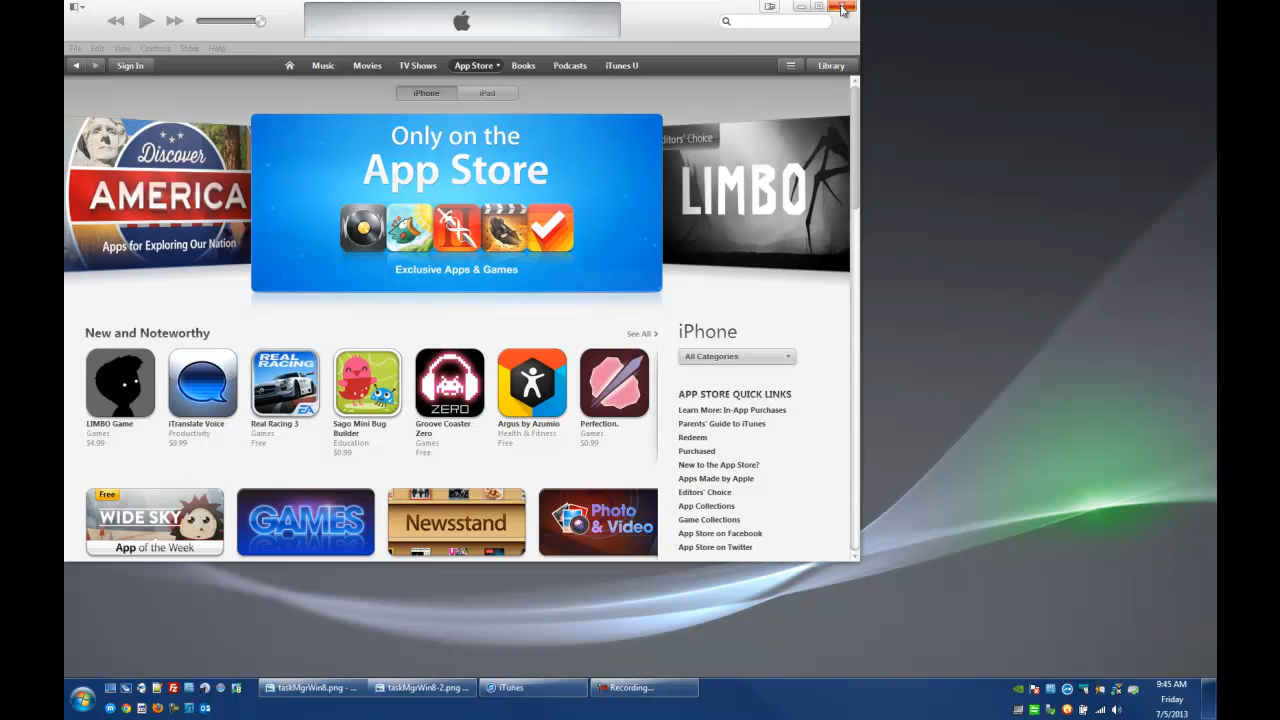 File Edit View Controls Store Help
Sign In Music Movies TV Shows App Store Books Podcasts iTunes U Library
iPhone iPad
Discover
AMERICA
Apps for Exploring Our Nation
Only on the
App Store
Exclusive Apps & Games
Editors' Choice
LIMBO
New and Noteworthy
See All >
REAL RACING
EA
ZERO
LIMBO Game
Games
$4.99
iTranslate Voice
Productivity
$0.99
Real Racing 3
Games
Free
Sago Mini Bug
Builder
Education
$0.99
Groove Coaster
Zero
Games
Free
Argus by Azumio
Health & Fitness
Free
Perfection.
Games
$0.99
iPhone
All Categories
APP STORE QUICK LINKS
Learn More: In-App Purchases
Parents' Guide to iTunes
Redeem
Purchased
New to the App Store?
Apps Made by Apple
Editors' Choice
App Collections
Game Collections
App Store on Facebook
App Store on Twitter
Free
WIDE SKY
App of the Week
GAMES
Newsstand
Photo
& Video
taskMgrWin8.png - ...
taskMgrWin8-2.png ...
iTunes
Recording...
9:45 AM
Friday
7/5/2013